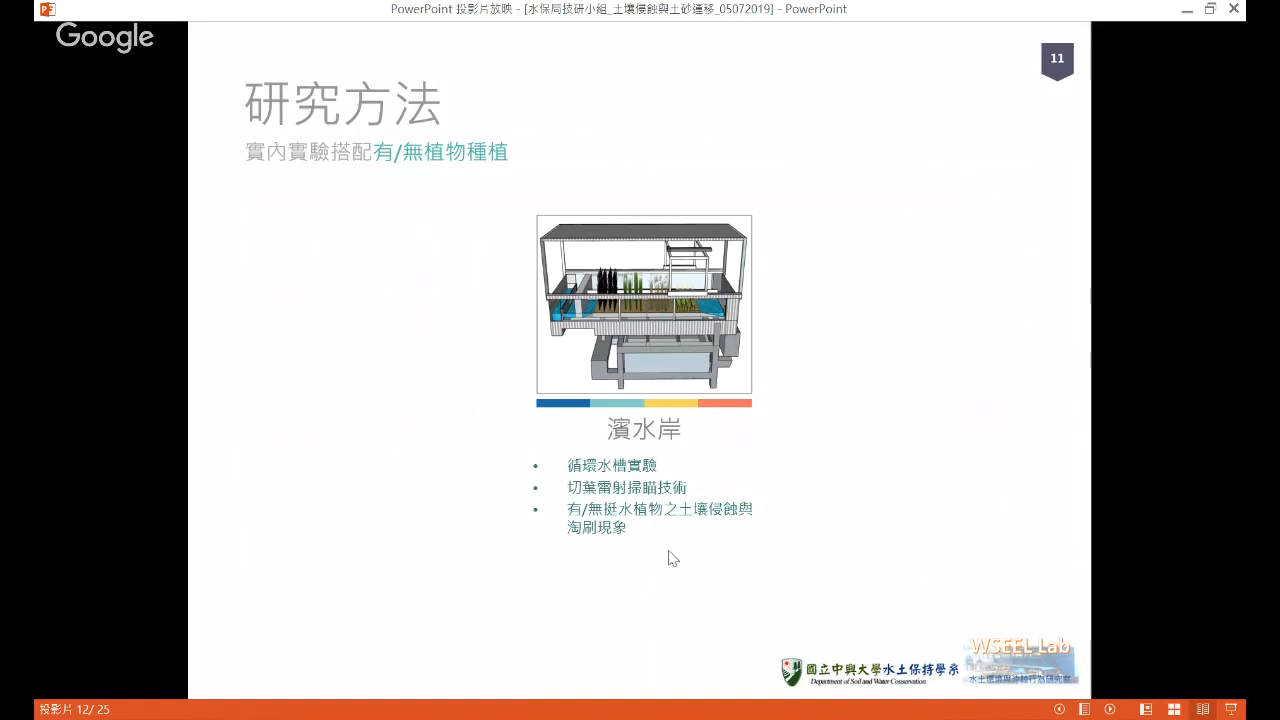 PowerPoint 投影片放映 - [水保局技研小組_土壤侵蝕與土砂運移_05072019] - PowerPoint
Google
11
研究方法
實內實驗搭配有/無植物種植
濱水岸
• 循環水槽實驗
• 切葉雷射掃瞄技術
• 有/無挺水植物之土壤侵蝕與
淘刷現象
WSEEL Lab
國立中興大學水土保持學系
Department of Soil and Water Conservation
投影片 12/ 25